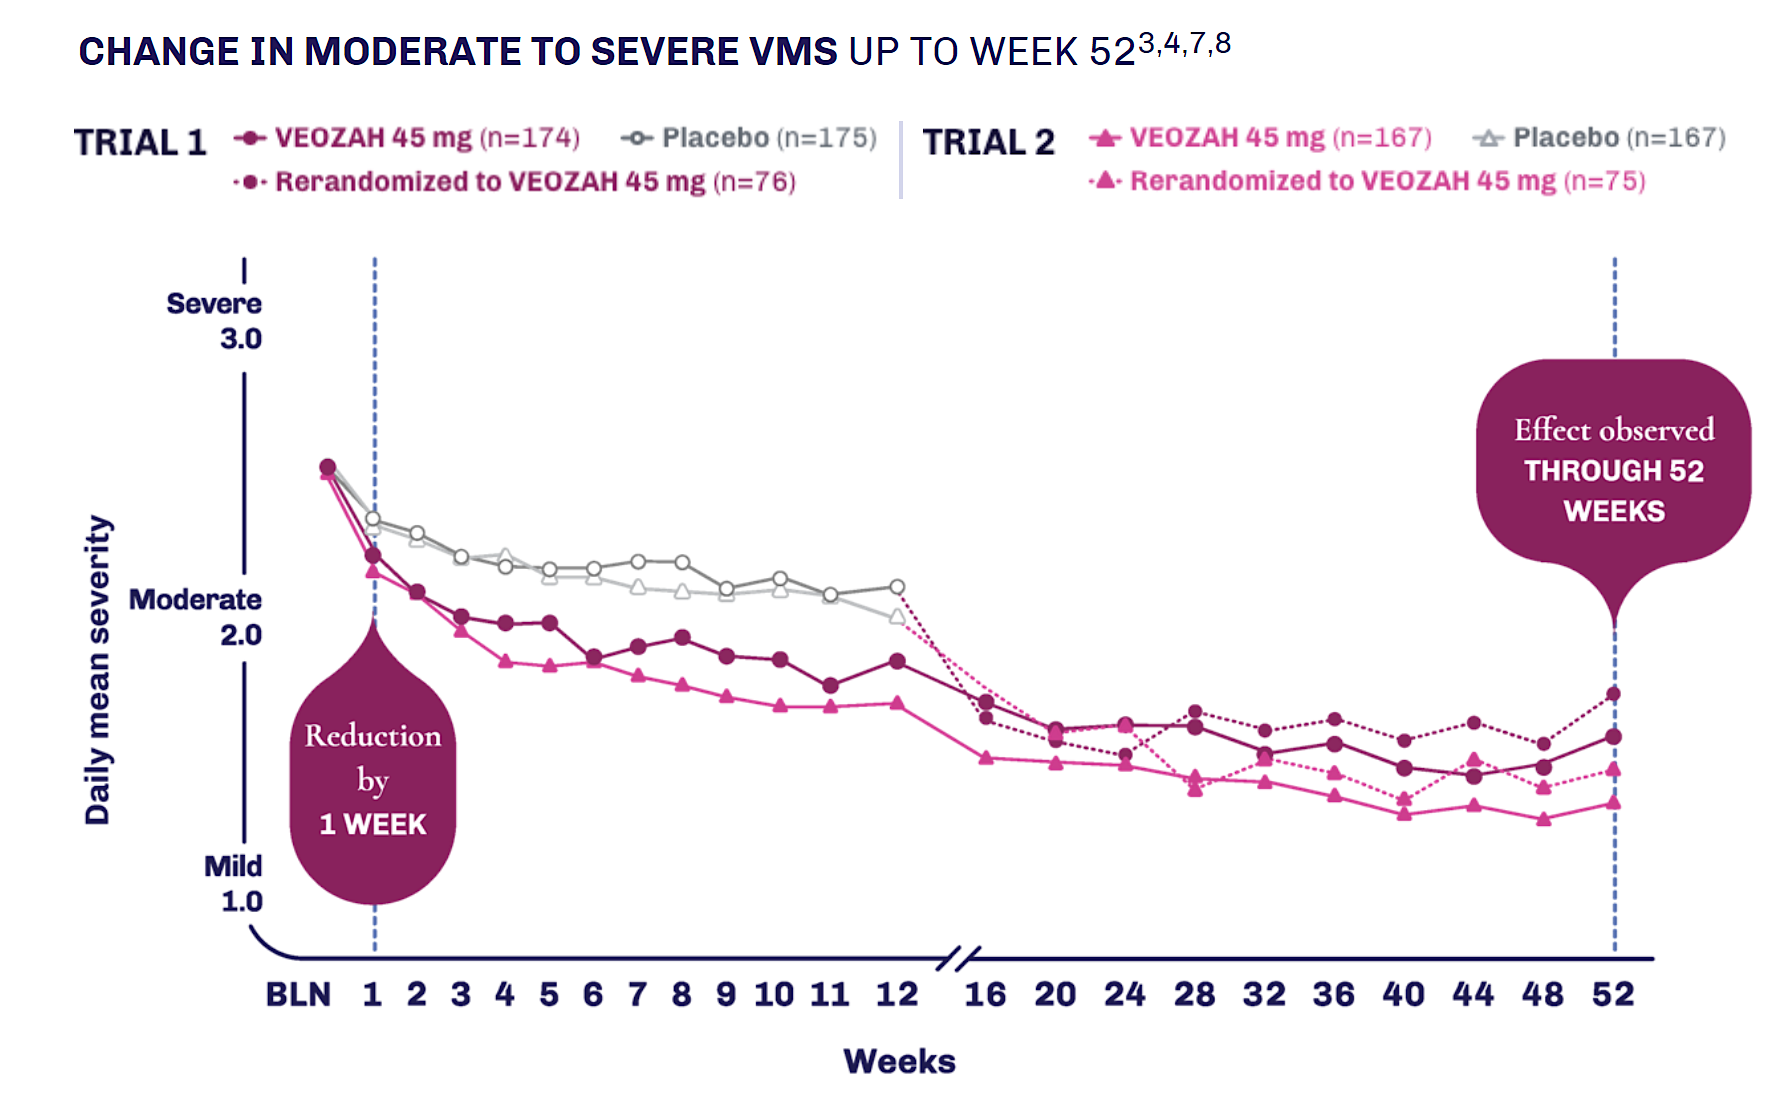 CHANGE IN MODERATE TO SEVERE VMS UP TO WEEK 523,4,7,8
TRIAL 1
VEOZAH 45 mg (n=174)
Placebo (n=175)
Rerandomized to VEOZAH 45 mg (n=76)
TRIAL 2
VEOZAH 45 mg (n=167)
Placebo (n=167)
Rerandomized to VEOZAH 45 mg (n=75)
Daily mean severity
Severe
3.0
Moderate
2.0
Mild
1.0
Reduction
by
1 WEEK
Effect observed
THROUGH 52
WEEKS
BLN 1 2 3 4 5 6 7 8 9 10 11 12 16 20 24 28 32 36 40 44 48 52
Weeks